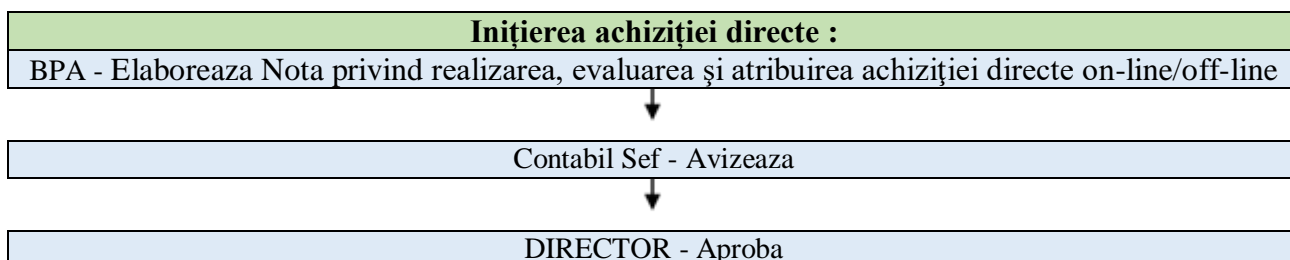 Inițierea achiziției directe :
BPA - Elaboreaza Nota privind realizarea, evaluarea şi atribuirea achiziţiei directe on-line/off-line
Contabil Sef - Avizeaza
DIRECTOR - Aproba